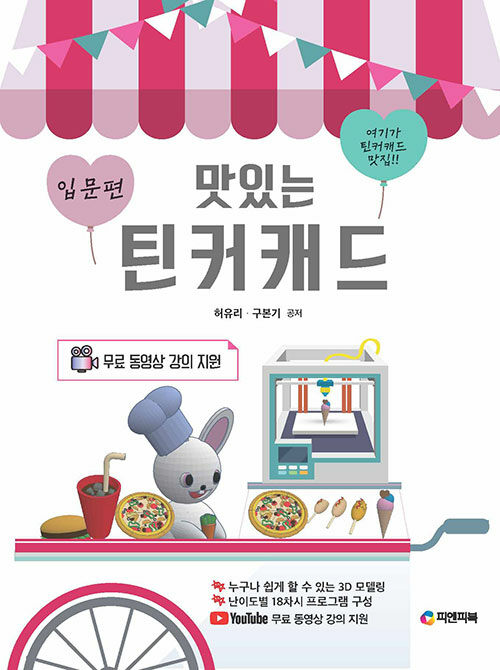 여기가
틴커캐드
맛집!!
입문편
맛있는
틴커캐드
허유리 · 구본기 공저
무료 동영상 강의 지원
누구나 쉽게 할 수 있는 3D 모델링
난이도별 18차시 프로그램 구성
YouTube 무료 동영상 강의 지원
피앤피북